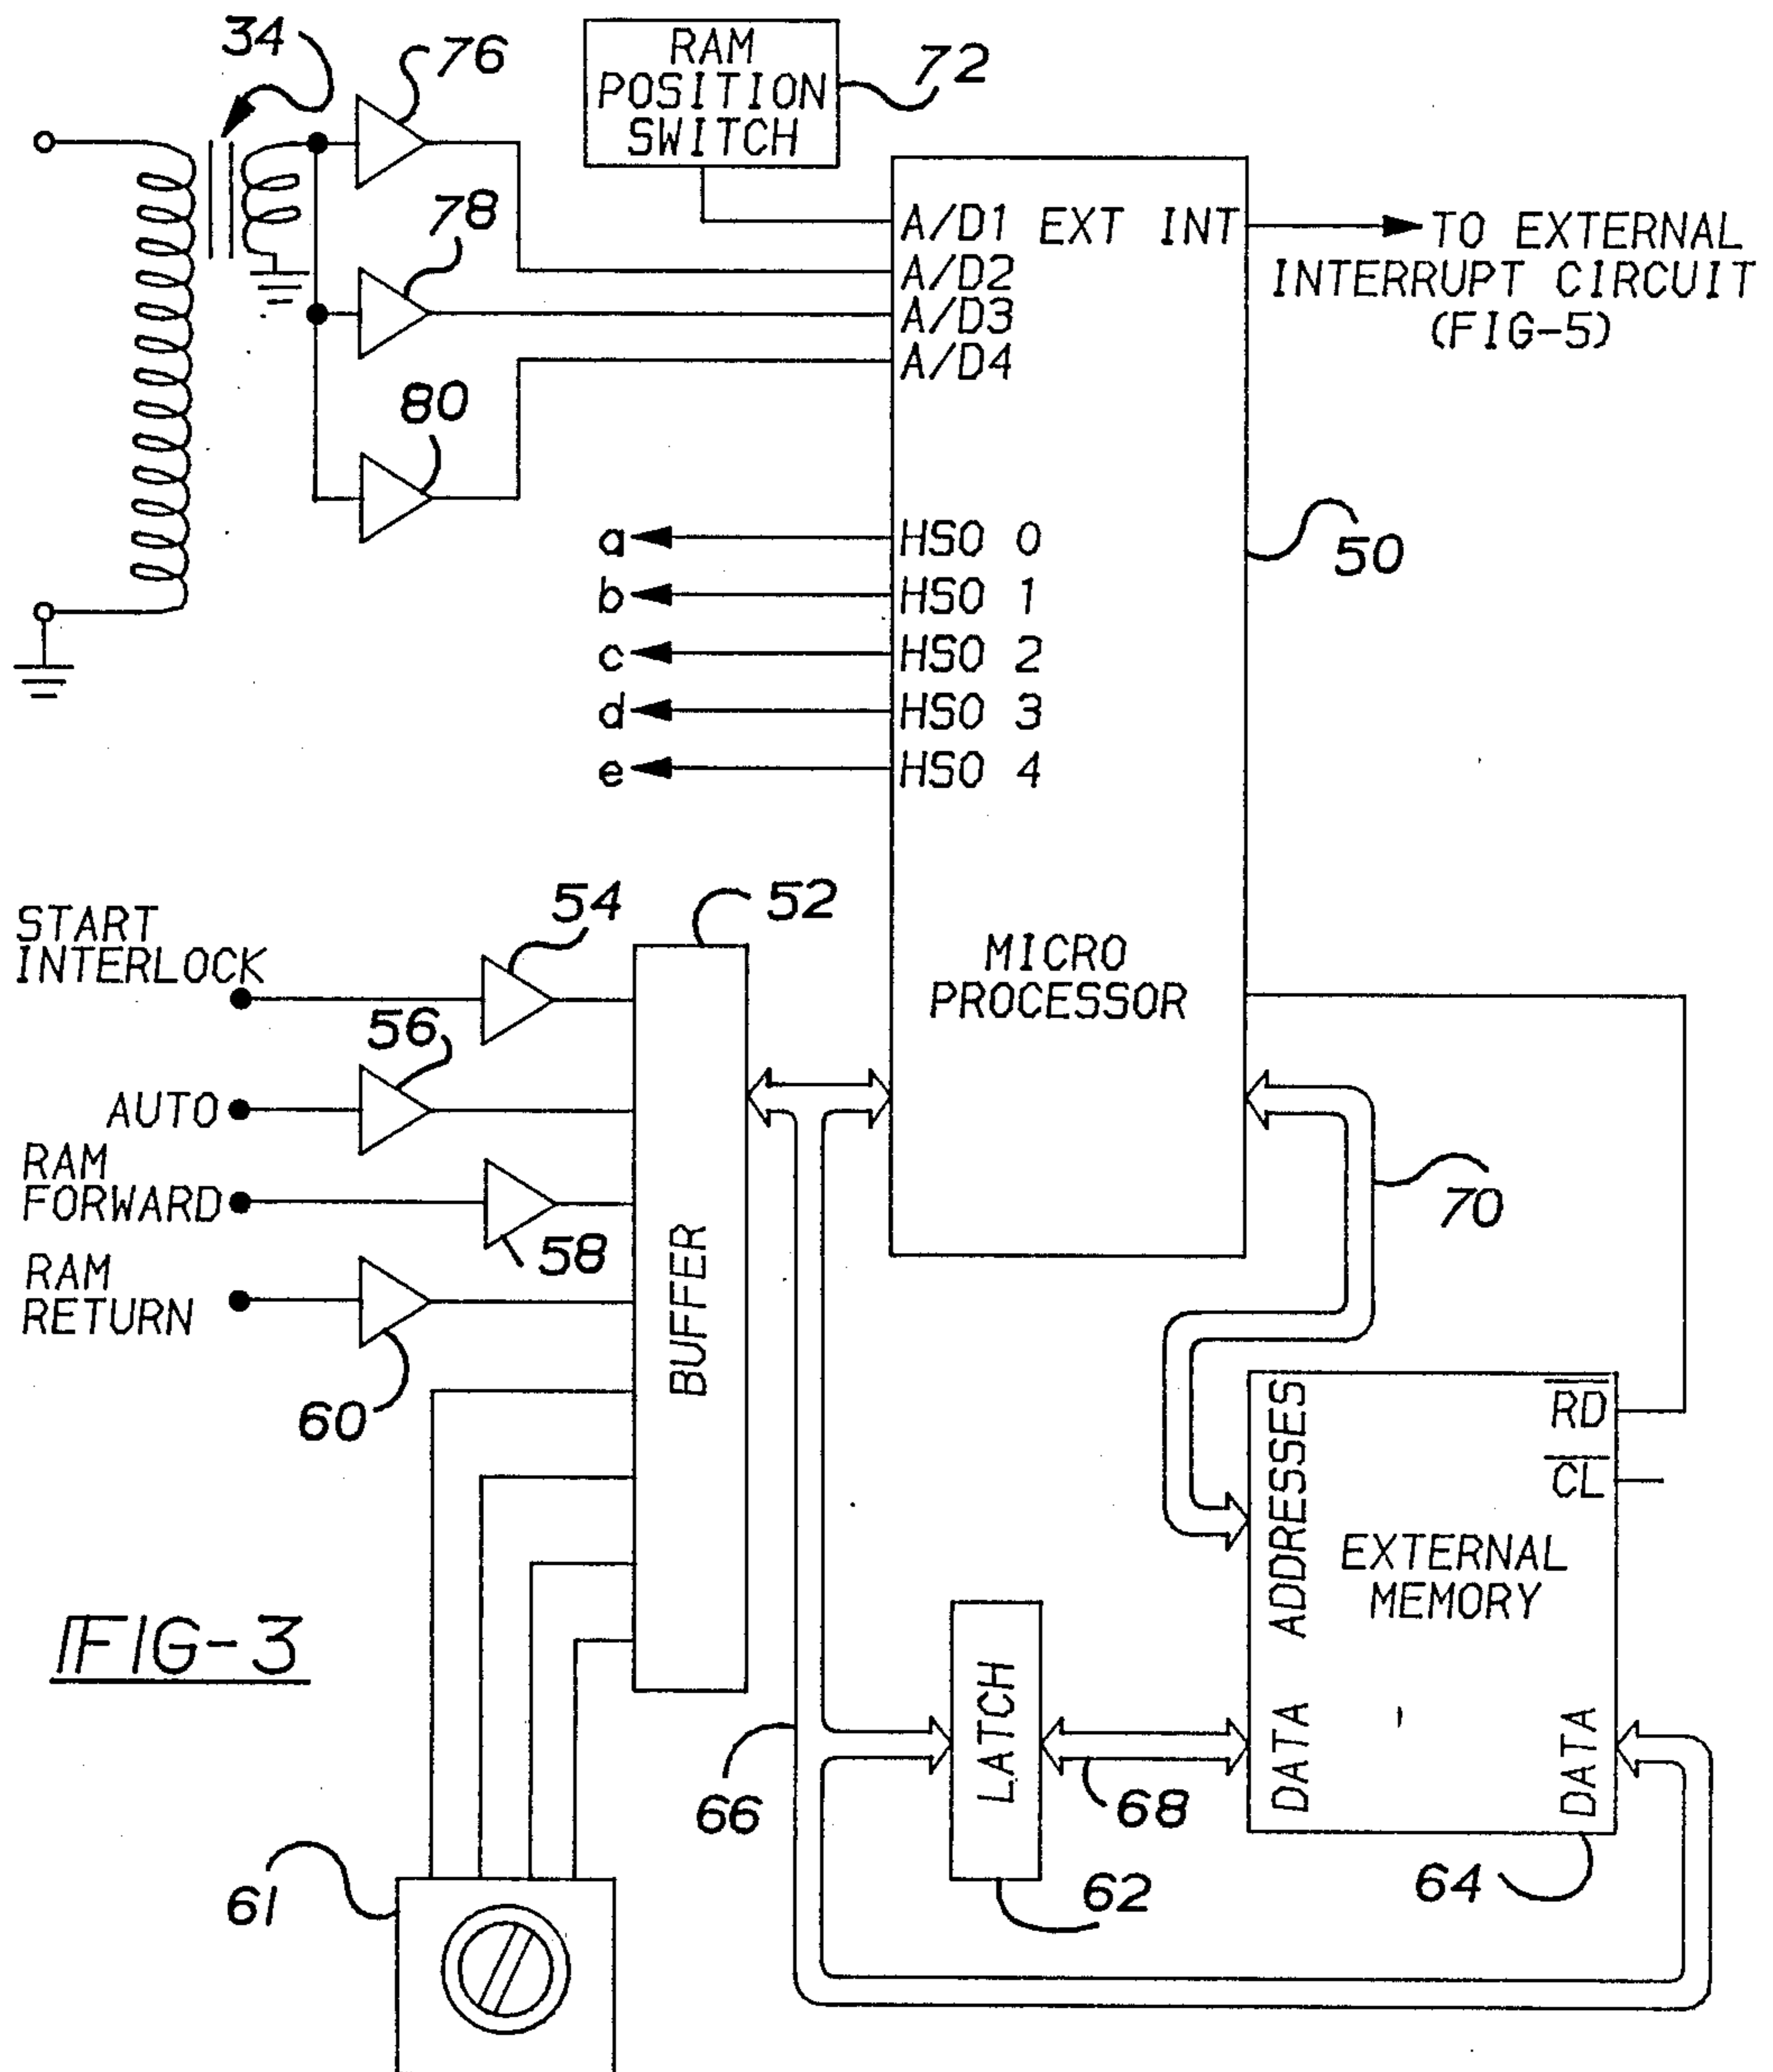 34
76
RAM
POSITION
SWITCH
72
78
A/D1 EXT INT
TO EXTERNAL
INTERRUPT CIRCUIT
(FIG-5)
A/D2
A/D3
A/D4
80
a HSO 0
b HSO 1
c HSO 2
d HSO 3
e HSO 4
50
START
INTERLOCK
54
52
MICRO
PROCESSOR
56
AUTO
RAM
FORWARD
58
70
RAM
RETURN
60
BUFFER
ADDRESSES
RD
CL
EXTERNAL
MEMORY
FIG-3
LATCH
DATA
DATA
66
68
61
62
64